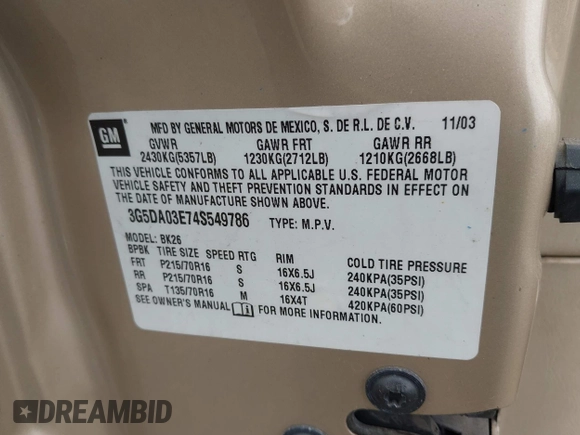 GM
MFD BY GENERAL MOTORS DE MEXICO, S. DE R.L. DE C.V. 11/03
GVWR GAWR FRT GAWR RR
2430KG(5357LB) 1230KG(2712LB) 1210KG(2668LB)
THIS VEHICLE CONFORMS TO ALL APPLICABLE U.S. FEDERAL MOTOR
VEHICLE SAFETY AND THEFT PREVENTION STANDARDS IN EFFECT ON
THE DATE OF MANUFACTURE SHOWN ABOVE.
3G5DA03E74S549786 TYPE: M.P.V.
MODEL: BK26
BPBK TIRE SIZE SPEED RTG RIM COLD TIRE PRESSURE
FRT P215/70R16 S 16X6.5J 240KPA(35PSI)
RR P215/70R16 S 16X6.5J 240KPA(35PSI)
SPA T135/70R16 M 16X4T 420KPA(60PSI)
SEE OWNER'S MANUAL i FOR MORE INFORMATION.
DREAMBID